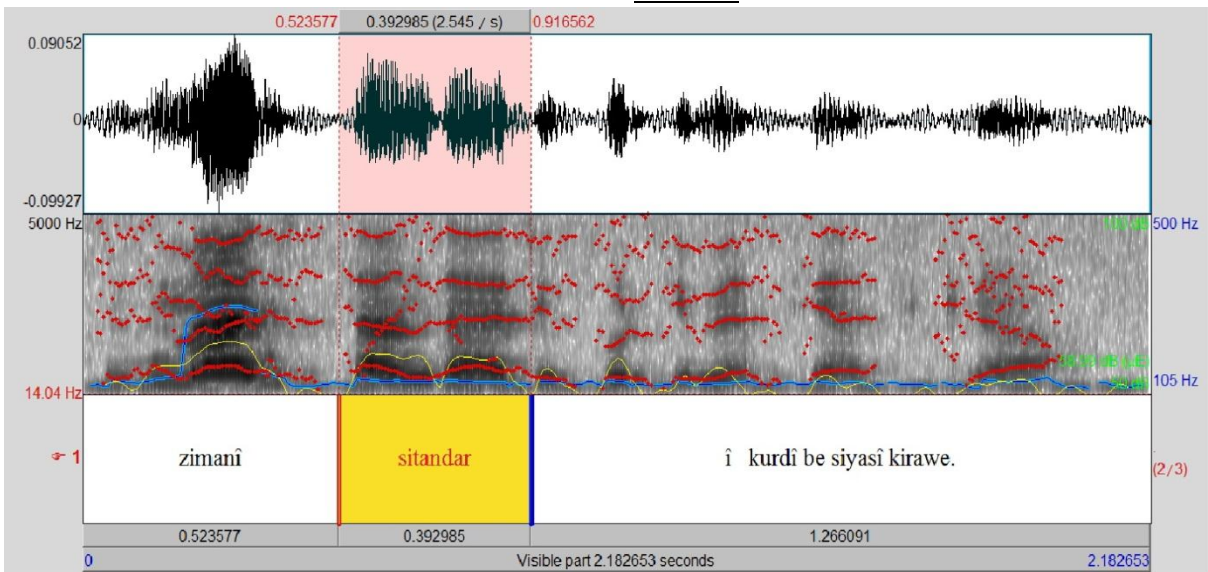 0.523577 0.392985 (2.545 / s) 0.916562
0.09052
0
-0.09927
5000 Hz 500 Hz
105 Hz
14.04 Hz
1 zimanî sitandar î kurdî be siyasî kirawe.
(2/3)
0.523577 0.392985 1.266091
0 Visible part 2.182653 seconds 2.182653